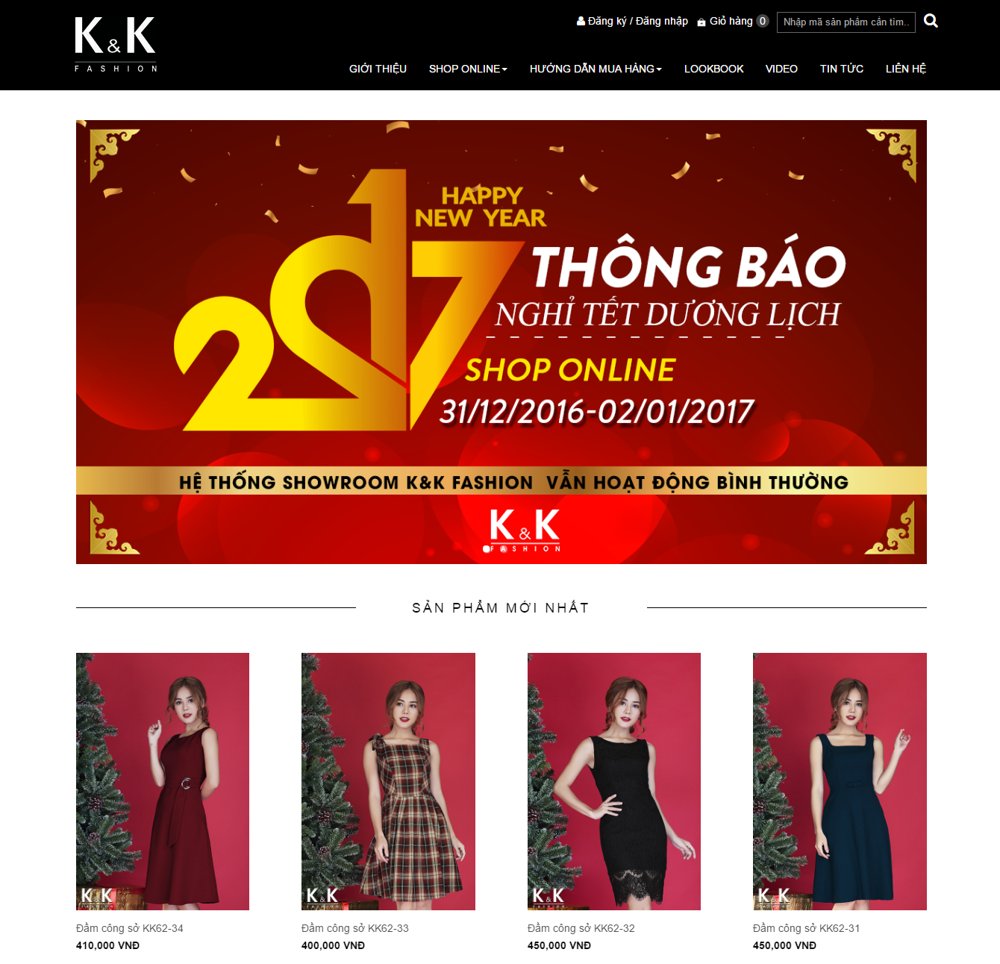 K&K
FASHION
Đăng ký / Đăng nhập
Giỏ hàng 0
Nhập mã sản phẩm cần tìm..
GIỚI THIỆU
SHOP ONLINE
HƯỚNG DẪN MUA HÀNG
LOOKBOOK
VIDEO
TIN TỨC
LIÊN HỆ
HAPPY
NEW YEAR
2017
THÔNG BÁO
NGHỈ TẾT DƯƠNG LỊCH
SHOP ONLINE
31/12/2016-02/01/2017
HỆ THỐNG SHOWROOM K&K FASHION VẪN HOẠT ĐỘNG BÌNH THƯỜNG
K&K
FASHION
SẢN PHẨM MỚI NHẤT
K&K
FASHION
K&K
FASHION
K&K
FASHION
K&K
FASHION
Đầm công sở KK62-34
410,000 VNĐ
Đầm công sở KK62-33
400,000 VNĐ
Đầm công sở KK62-32
450,000 VNĐ
Đầm công sở KK62-31
450,000 VNĐ